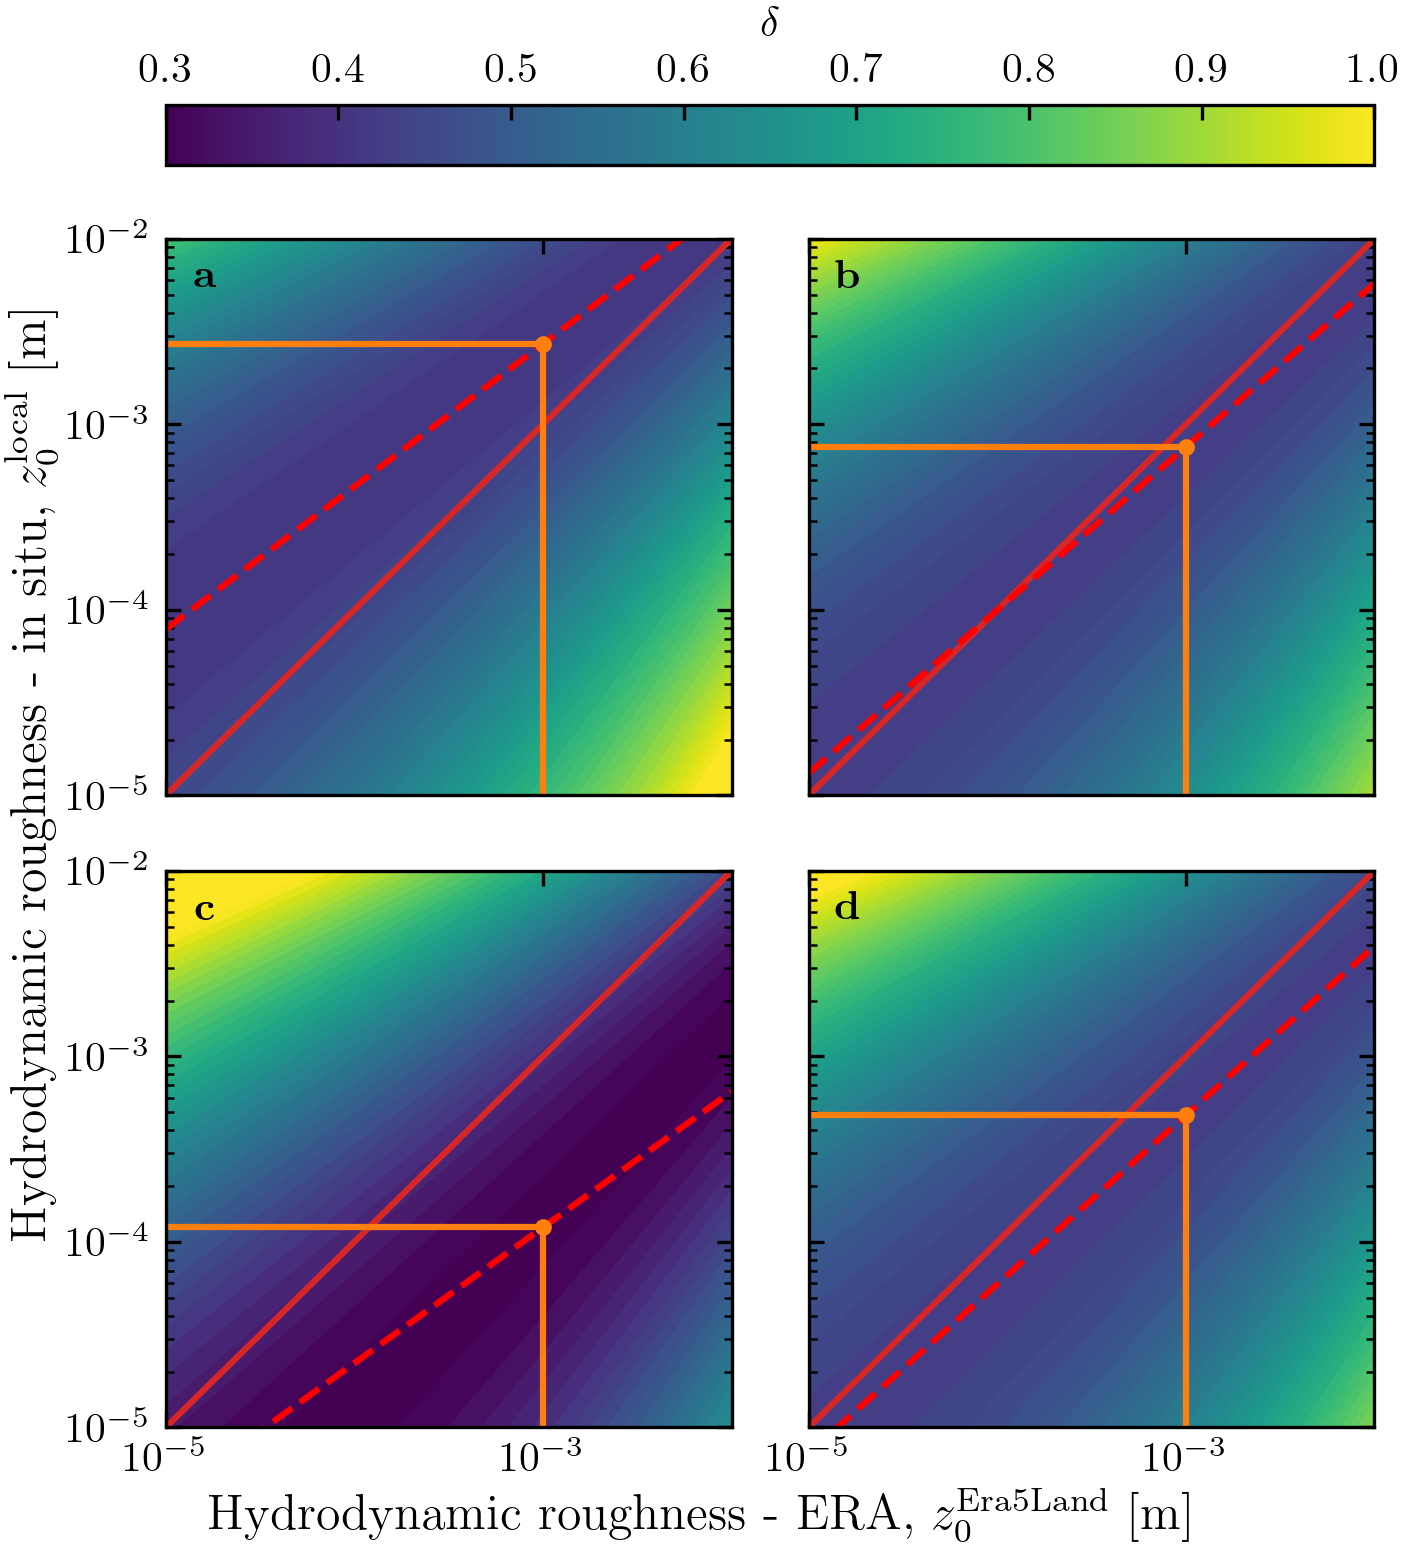 δ
0.3 0.4 0.5 0.6 0.7 0.8 0.9 1.0
a
b
10⁻²
10⁻³
10⁻⁴
10⁻⁵
c
d
10⁻²
10⁻³
10⁻⁴
10⁻⁵
10⁻⁵ 10⁻³ 10⁻⁵ 10⁻³
Hydrodynamic roughness - in situ, z₀^local [m]
Hydrodynamic roughness - ERA, z₀^Era5Land [m]